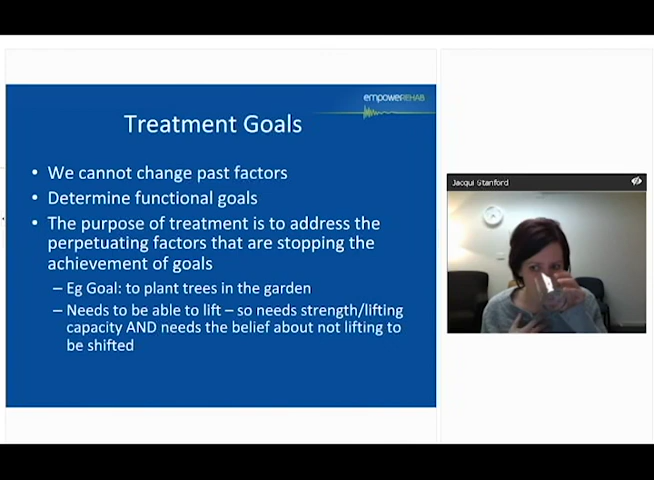 empowerREHAB
Treatment Goals
• We cannot change past factors
• Determine functional goals
• The purpose of treatment is to address the
perpetuating factors that are stopping the
achievement of goals
– Eg Goal: to plant trees in the garden
– Needs to be able to lift – so needs strength/lifting
capacity AND needs the belief about not lifting to
be shifted
Jacqui Stanford